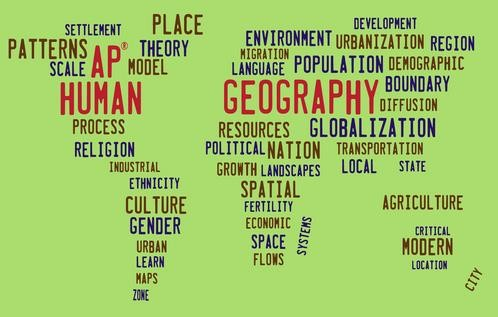 SETTLEMENT
PLACE
PATTERNS
AP®
THEORY
SCALE
MODEL
HUMAN
PROCESS
RELIGION
INDUSTRIAL
ETHNICITY
CULTURE
GENDER
URBAN
LEARN
MAPS
ZONE
DEVELOPMENT
ENVIRONMENT
URBANIZATION
REGION
MIGRATION
LANGUAGE
POPULATION
DEMOGRAPHIC
BOUNDARY
GEOGRAPHY
DIFFUSION
RESOURCES
GLOBALIZATION
POLITICAL
NATION
TRANSPORTATION
GROWTH
LANDSCAPES
LOCAL
STATE
SPATIAL
FERTILITY
AGRICULTURE
ECONOMIC
SYSTEMS
SPACE
FLOWS
CRITICAL
MODERN
LOCATION
CITY